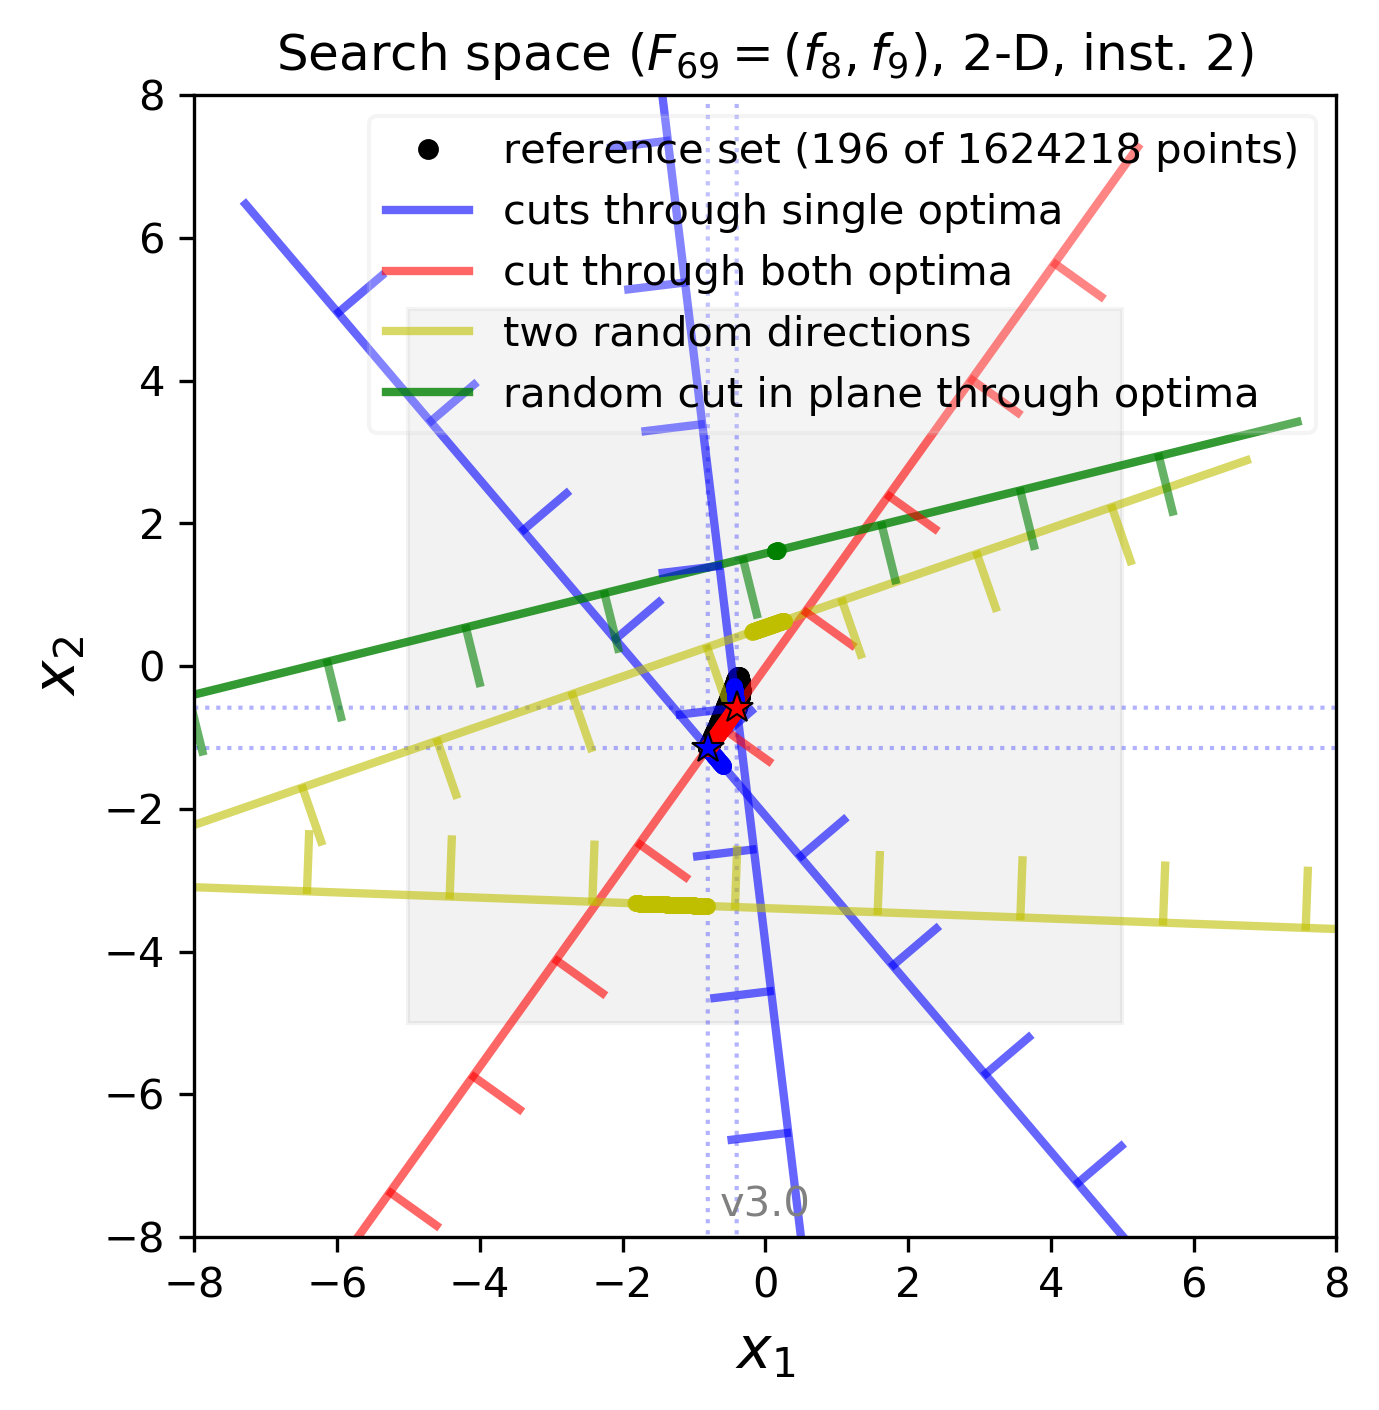 Search space (F₆₉ = (f₈, f₉), 2-D, inst. 2)
reference set (196 of 1624218 points)
cuts through single optima
cut through both optima
two random directions
random cut in plane through optima
8
6
4
2
0
−2
−4
−6
−8
x₂
v3.0
−8 −6 −4 −2 0 2 4 6 8
x₁